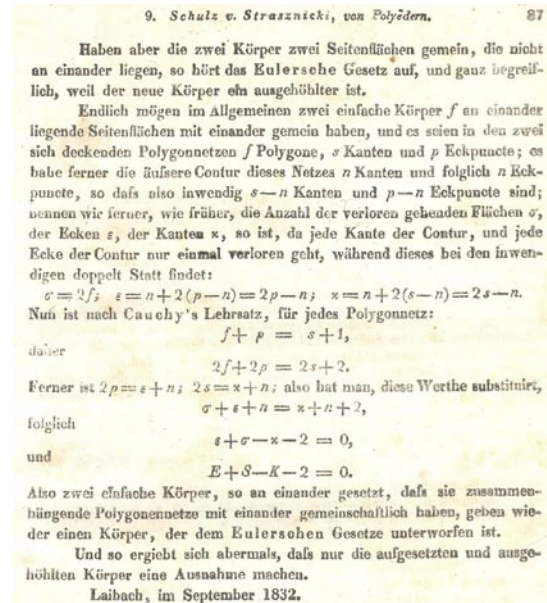 9. Schulz v. Strasznicki, von Polyëdern. 87
Haben aber die zwei Körper zwei Seitenflächen gemein, die nicht
an einander liegen, so hört das Eulersche Gesetz auf, und ganz begreif-
lich, weil der neue Körper ein ausgehöhlter ist.
Endlich mögen im Allgemeinen zwei einfache Körper f an einander
liegende Seitenflächen mit einander gemein haben, und es seien in den zwei
sich deckenden Polygonnetzen f Polygone, s Kanten und p Eckpuncte; es
habe ferner die äufsere Contur dieses Netzes n Kanten und folglich n Eck-
puncte, so dafs also inwendig s—n Kanten und p—n Eckpuncte sind;
nennen wir ferner, wie früher, die Anzahl der verloren gehenden Flächen σ,
der Ecken ε, der Kanten ϰ, so ist, da jede Kante der Contur, und jede
Ecke der Contur nur einmal verloren geht, während dieses bei den inwen-
digen doppelt Statt findet:
σ=2f; ε=n+2(p—n)=2p—n; ϰ=n+2(s—n)=2s—n.
Nun ist nach Cauchy's Lehrsatz, für jedes Polygonnetz:
f+ p = s+1,
daher
2f+2p = 2s+2.
Ferner ist 2p=ε+n; 2s=ϰ+n; also hat man, diese Werthe substituirt,
σ+ε+n = ϰ+n+2,
folglich
ε+σ—ϰ—2 = 0,
und
E+S—K—2 = 0.
Also zwei einfache Körper, so an einander gesetzt, dafs sie zusammen-
hängende Polygonennetze mit einander gemeinschaftlich haben, geben wie-
der einen Körper, der dem Eulerschen Gesetze unterworfen ist.
Und so ergiebt sich abermals, dafs nur die aufgesetzten und ausge-
höhlten Körper eine Ausnahme machen.
Laibach, im September 1832.